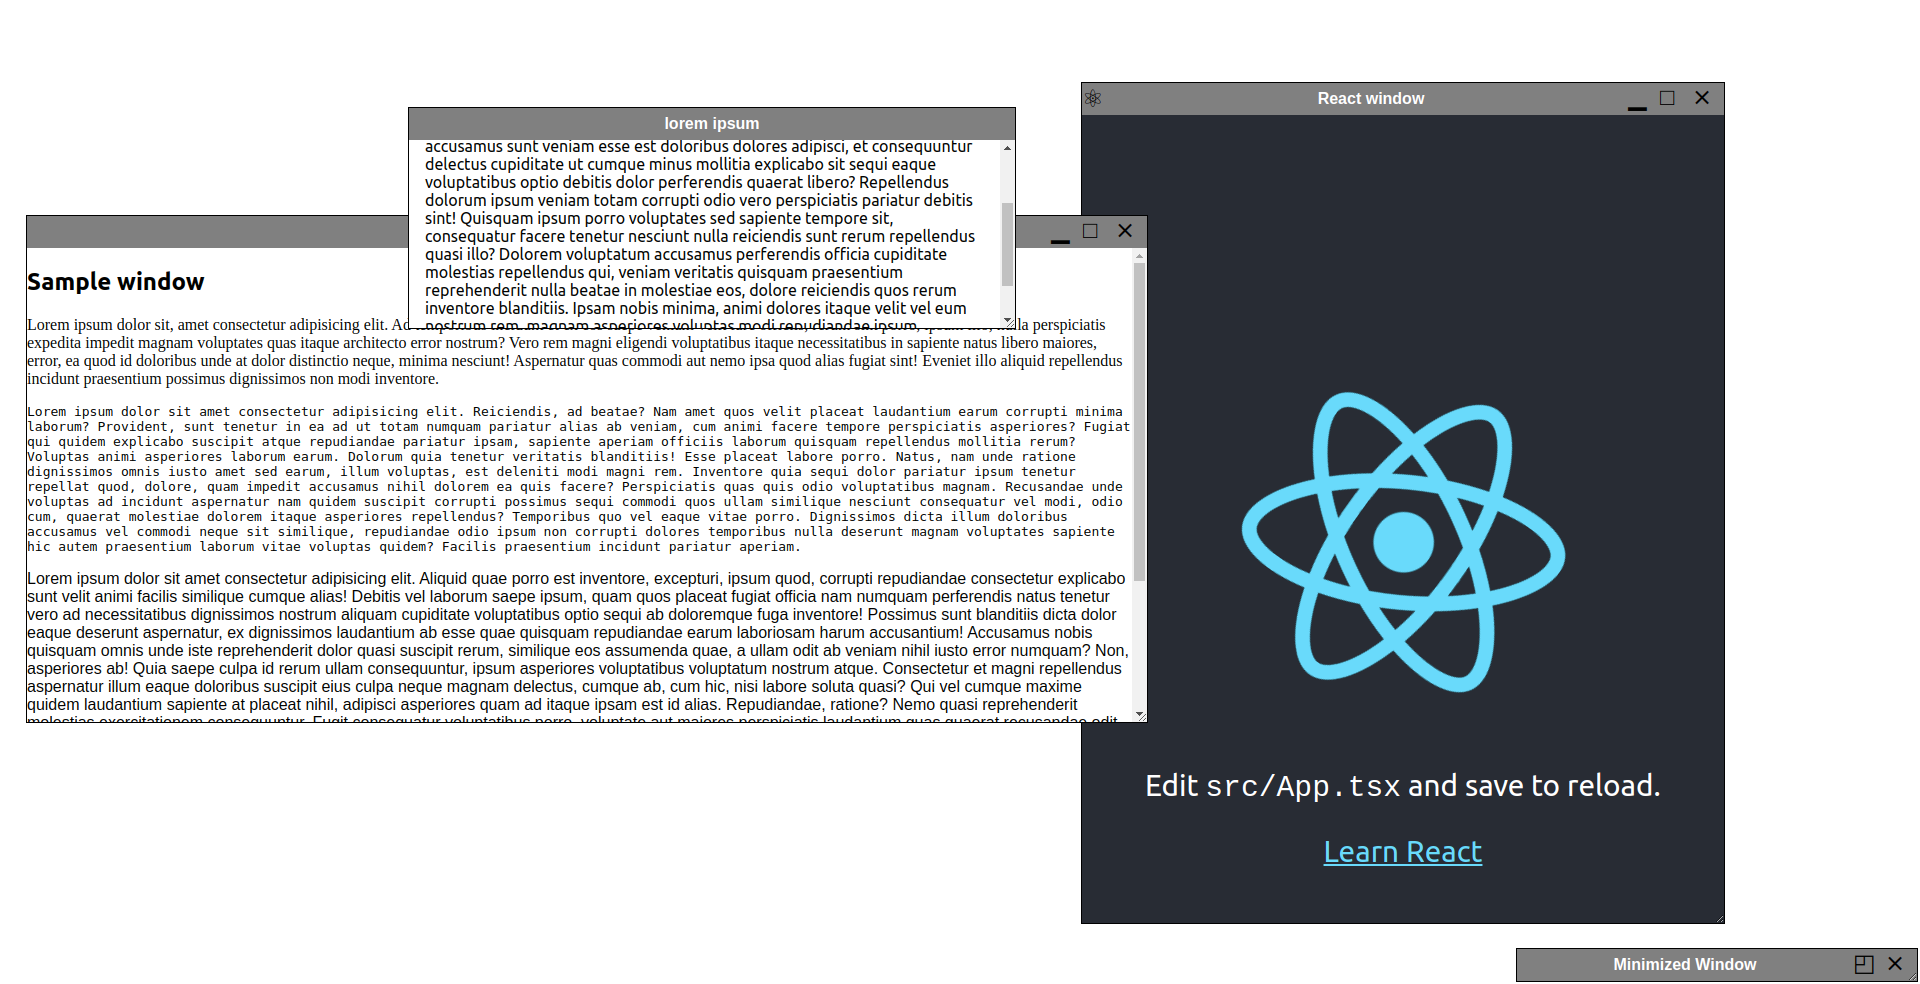 React window
lorem ipsum
accusamus sunt veniam esse est doloribus dolores adipisci, et consequuntur
delectus cupiditate ut cumque minus mollitia explicabo sit sequi eaque
voluptatibus optio debitis dolor perferendis quaerat libero? Repellendus
dolorum ipsum veniam totam corrupti odio vero perspiciatis pariatur debitis
sint! Quisquam ipsum porro voluptates sed sapiente tempore sit,
consequatur facere tenetur nesciunt nulla reiciendis sunt rerum repellendus
quasi illo? Dolorem voluptatum accusamus perferendis officia cupiditate
molestias repellendus qui, veniam veritatis quisquam praesentium
reprehenderit nulla beatae in molestiae eos, dolore reiciendis quos rerum
inventore blanditiis. Ipsam nobis minima, animi dolores itaque velit vel eum
nostrum rem, magnam asperiores voluptas modi repudiandae ipsum.
Sample window
Lorem ipsum dolor sit, amet consectetur adipisicing elit. perspiciatis
expedita impedit magnam voluptates quas itaque architecto error nostrum? Vero rem magni eligendi voluptatibus itaque necessitatibus in sapiente natus libero maiores,
error, ea quod id doloribus unde at dolor distinctio neque, minima nesciunt! Aspernatur quas commodi aut nemo ipsa quod alias fugiat sint! Eveniet illo aliquid repellendus
incidunt praesentium possimus dignissimos non modi inventore.
Lorem ipsum dolor sit amet consectetur adipisicing elit. Reiciendis, ad beatae? Nam amet quos velit placeat laudantium earum corrupti minima
laborum? Provident, sunt tenetur in ea ad ut totam numquam pariatur alias ab veniam, cum animi facere tempore perspiciatis asperiores? Fugiat
qui quidem explicabo suscipit atque repudiandae pariatur ipsam, sapiente aperiam officiis laborum quisquam repellendus mollitia rerum?
Voluptas animi asperiores laborum earum. Dolorum quia tenetur veritatis blanditiis! Esse placeat labore porro. Natus, nam unde ratione
dignissimos omnis iusto amet sed earum, illum voluptas, est deleniti modi magni rem. Inventore quia sequi dolor pariatur ipsum tenetur
repellat quod, dolore, quam impedit accusamus nihil dolorem ea quis facere? Perspiciatis quas quis odio voluptatibus magnam. Recusandae unde
voluptas ad incidunt aspernatur nam quidem suscipit corrupti possimus sequi commodi quos ullam similique nesciunt consequatur vel modi, odio
cum, quaerat molestiae dolorem itaque asperiores repellendus? Temporibus quo vel eaque vitae porro. Dignissimos dicta illum doloribus
accusamus vel commodi neque sit similique, repudiandae odio ipsum non corrupti dolores temporibus nulla deserunt magnam voluptates sapiente
hic autem praesentium laborum vitae voluptas quidem? Facilis praesentium incidunt pariatur aperiam.
Lorem ipsum dolor sit amet consectetur adipisicing elit. Aliquid quae porro est inventore, excepturi, ipsum quod, corrupti repudiandae consectetur explicabo
sunt velit animi facilis similique cumque alias! Debitis vel laborum saepe ipsum, quam quos placeat fugiat officia nam numquam perferendis natus tenetur
vero ad necessitatibus dignissimos nostrum aliquam cupiditate voluptatibus optio sequi ab doloremque fuga inventore! Possimus sunt blanditiis dicta dolor
eaque deserunt aspernatur, ex dignissimos laudantium ab esse quae quisquam repudiandae earum laboriosam harum accusantium! Accusamus nobis
quisquam omnis unde iste reprehenderit dolor quasi suscipit rerum, similique eos assumenda quae, a ullam odit ab veniam nihil iusto error numquam? Non,
asperiores ab! Quia saepe culpa id rerum ullam consequuntur, ipsum asperiores voluptatibus voluptatum nostrum atque. Consectetur et magni repellendus
aspernatur illum eaque doloribus suscipit eius culpa neque magnam delectus, cumque ab, cum hic, nisi labore soluta quasi? Qui vel cumque maxime
quidem laudantium sapiente at placeat nihil, adipisci asperiores quam ad itaque ipsam est id alias. Repudiandae, ratione? Nemo quasi reprehenderit
molestias exercitationem consequuntur. Fugit consequatur voluptatibus porro, voluptate aut maiores perspiciatis laudantium quas quaerat recusandae odit
Edit src/App.tsx and save to reload.
Learn React
Minimized Window